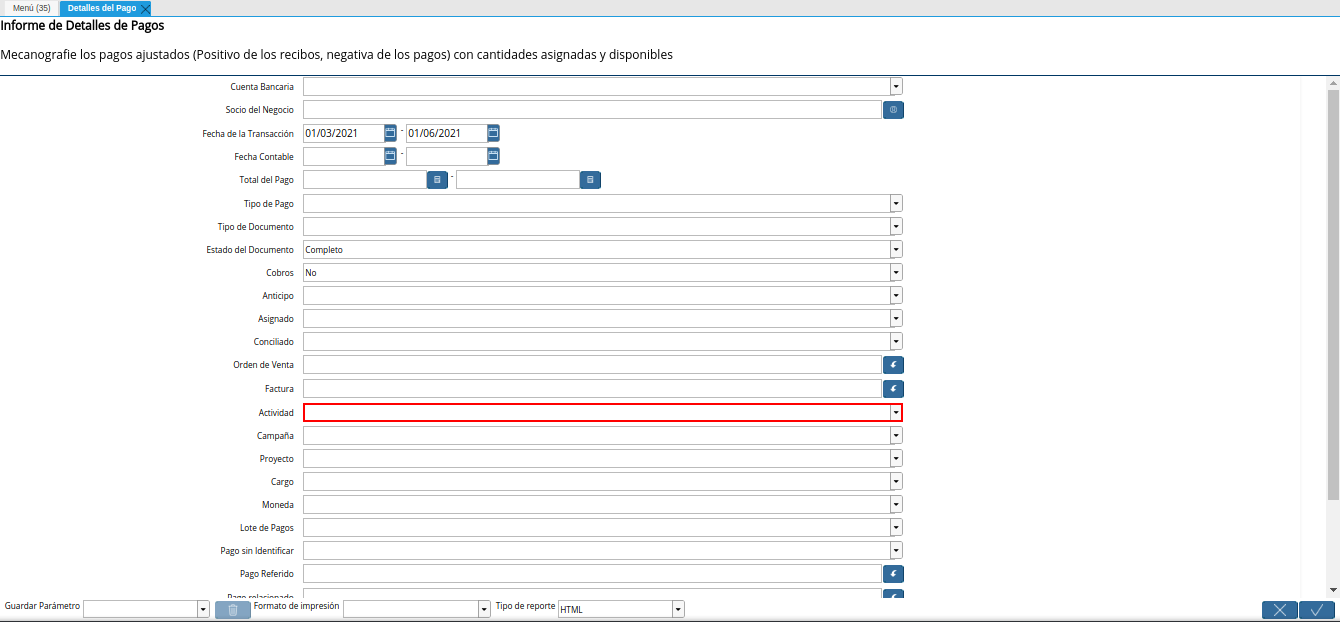 Menú (35) Detalles del Pago
Informe de Detalles de Pagos
Mecanografie los pagos ajustados (Positivo de los recibos, negativa de los pagos) con cantidades asignadas y disponibles
Cuenta Bancaria
Socio del Negocio
Fecha de la Transacción 01/03/2021 - 01/06/2021
Fecha Contable -
Total del Pago -
Tipo de Pago
Tipo de Documento
Estado del Documento Completo
Cobros No
Anticipo
Asignado
Conciliado
Orden de Venta
Factura
Actividad
Campaña
Proyecto
Cargo
Moneda
Lote de Pagos
Pago sin Identificar
Pago Referido
Pago relacionado
Guardar Parámetro Formato de impresión Tipo de reporte HTML